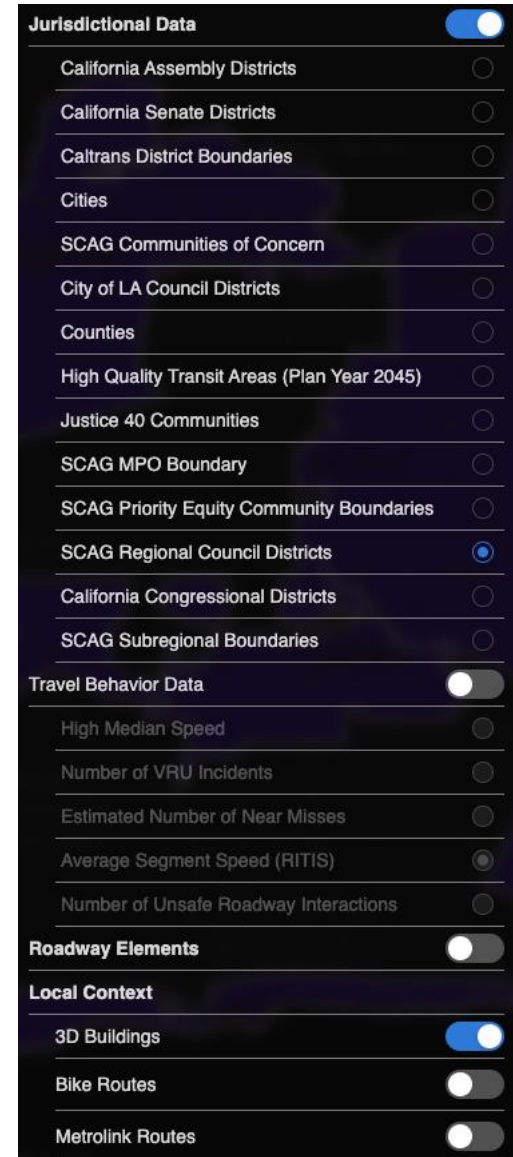 Jurisdictional Data
California Assembly Districts
California Senate Districts
Caltrans District Boundaries
Cities
SCAG Communities of Concern
City of LA Council Districts
Counties
High Quality Transit Areas (Plan Year 2045)
Justice 40 Communities
SCAG MPO Boundary
SCAG Priority Equity Community Boundaries
SCAG Regional Council Districts
California Congressional Districts
SCAG Subregional Boundaries
Travel Behavior Data
High Median Speed
Number of VRU Incidents
Estimated Number of Near Misses
Average Segment Speed (RITIS)
Number of Unsafe Roadway Interactions
Roadway Elements
Local Context
3D Buildings
Bike Routes
Metrolink Routes